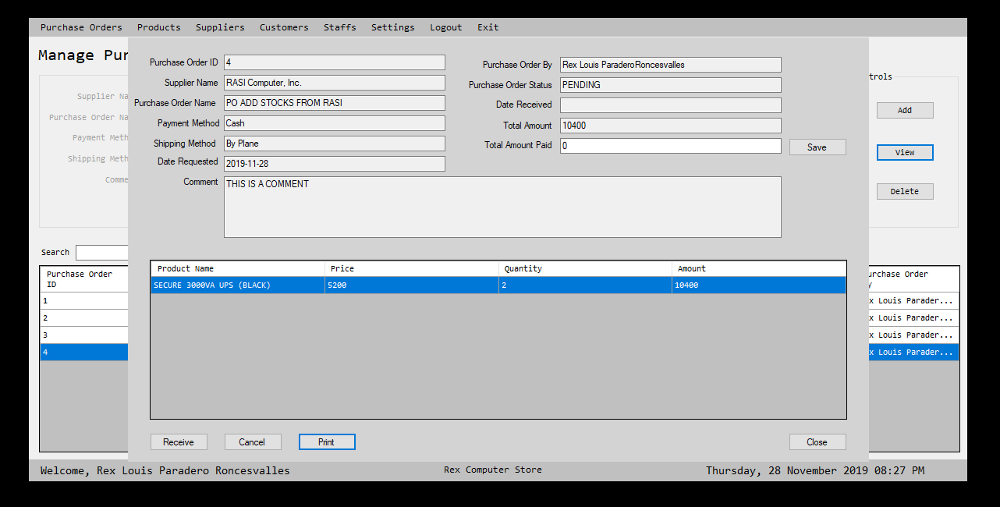 Purchase Orders Products Suppliers Customers Staffs Settings Logout Exit
Manage Pur
Purchase Order ID 4
Supplier Name RASI Computer, Inc.
Purchase Order Name PO ADD STOCKS FROM RASI
Payment Method Cash
Shipping Method By Plane
Date Requested 2019-11-28
Comment THIS IS A COMMENT
Purchase Order By Rex Louis ParaderoRoncesvalles
Purchase Order Status PENDING
Date Received
Total Amount 10400
Total Amount Paid 0 Save
Supplier Na
Purchase Order Na
Payment Meth
Shipping Meth
Comme
trols
Add
View
Delete
Search
Product Name Price Quantity Amount
SECURE 3000VA UPS (BLACK) 5200 2 10400
Purchase Order
ID
1
2
3
4
urchase Order
y
x Louis Parader...
x Louis Parader...
x Louis Parader...
x Louis Parader...
Receive Cancel Print Close
Welcome, Rex Louis Paradero Roncesvalles Rex Computer Store Thursday, 28 November 2019 08:27 PM